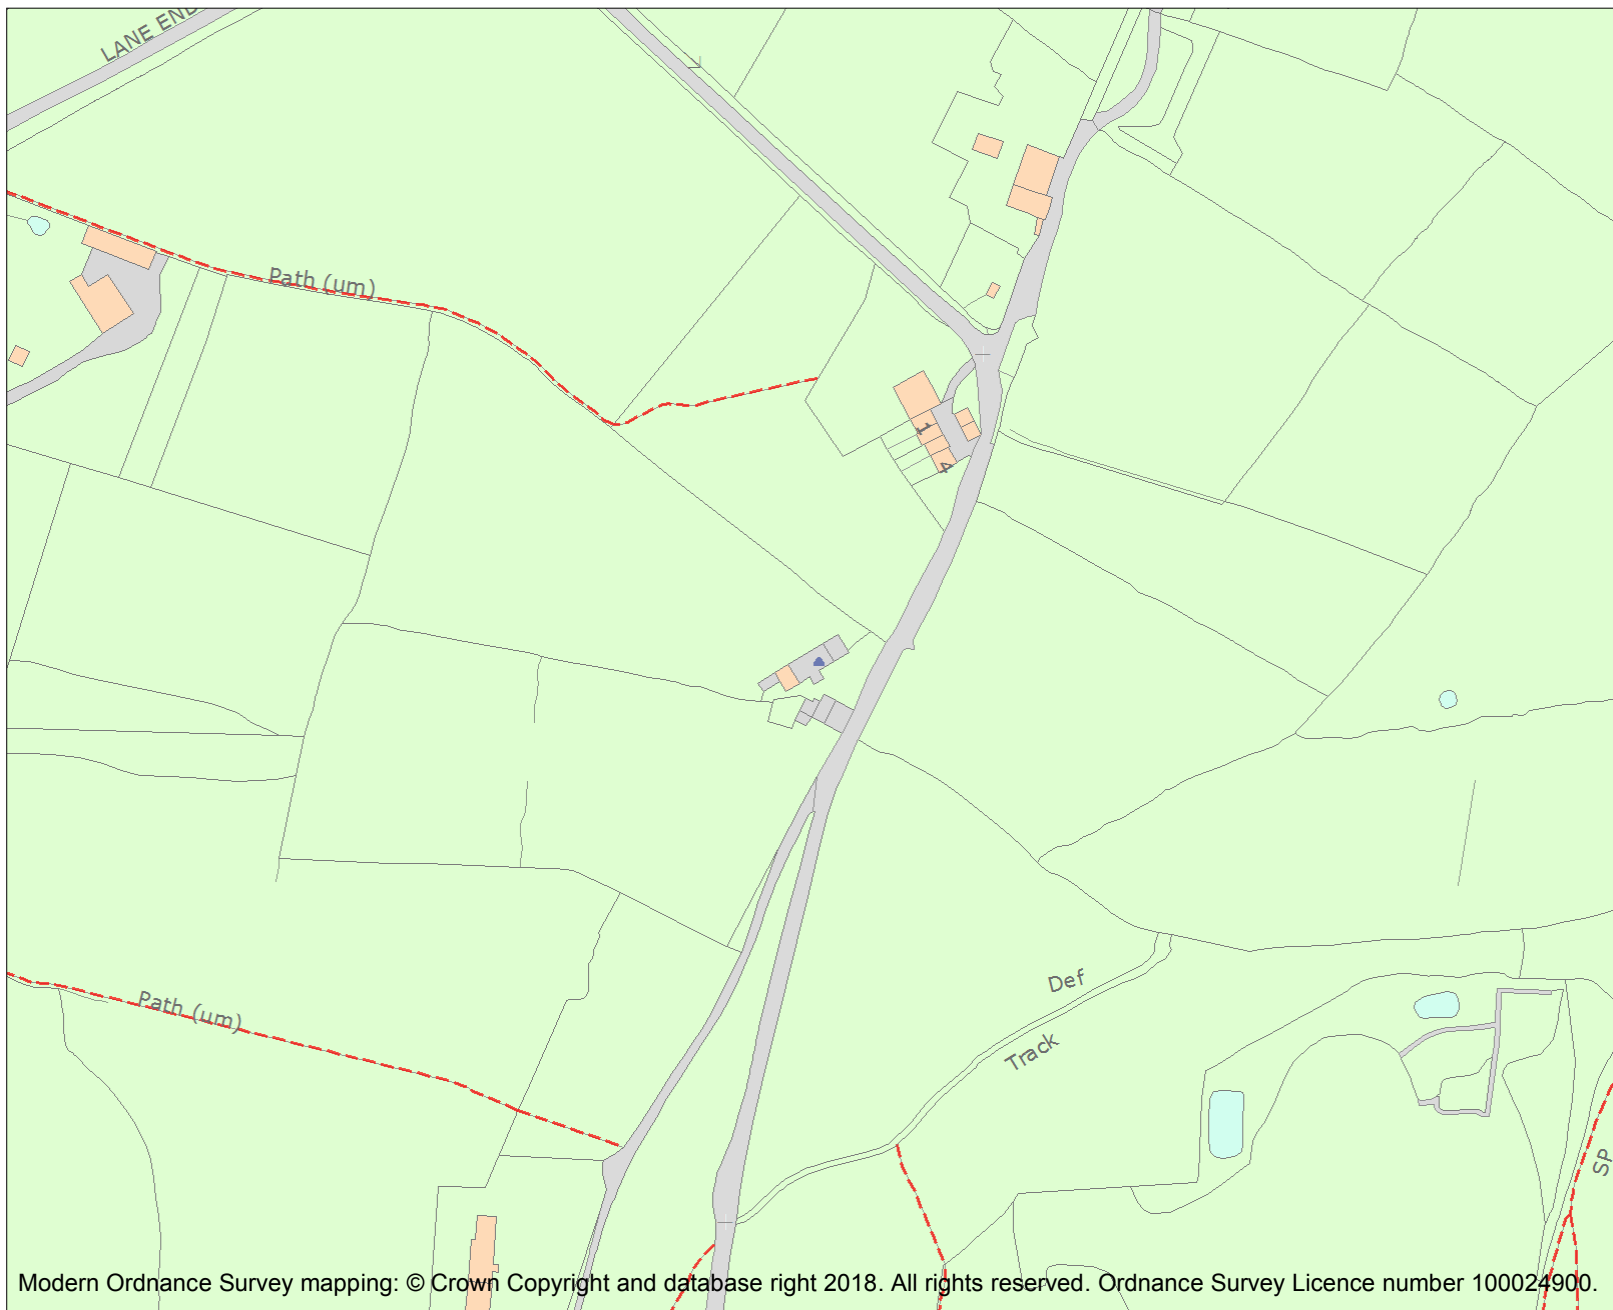 LANE END
Path (um)
1
4
Path (um)
Def
Track
SP
Modern Ordnance Survey mapping: © Crown Copyright and database right 2018. All rights reserved. Ordnance Survey Licence number 100024900.